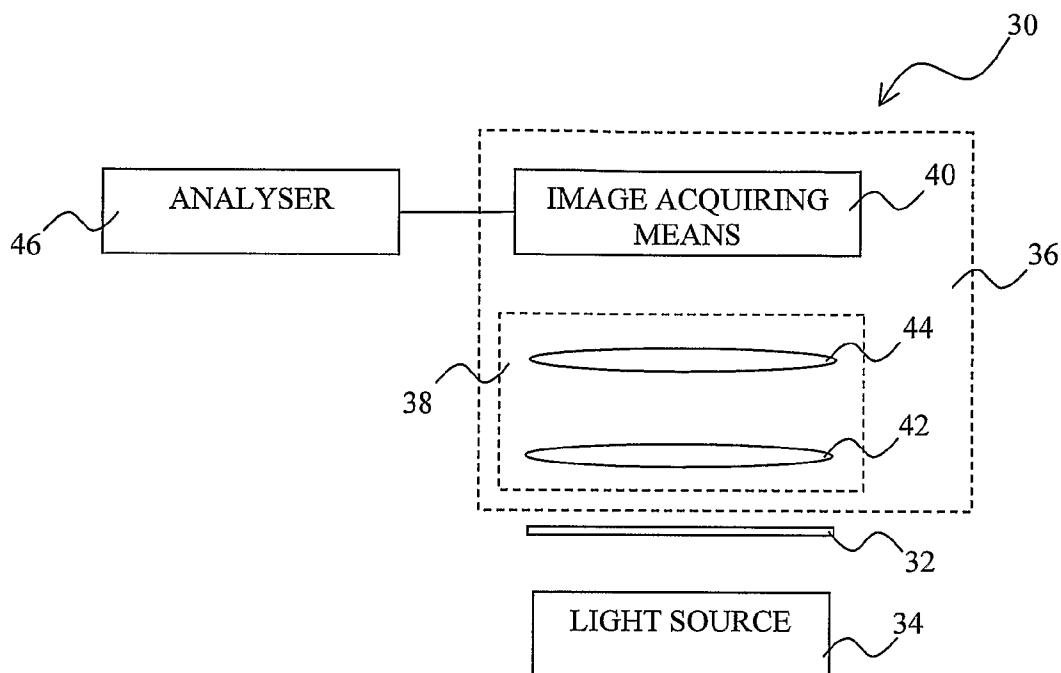 30
ANALYSER
IMAGE ACQUIRING
MEANS
40
46
36
44
38
42
32
LIGHT SOURCE
34